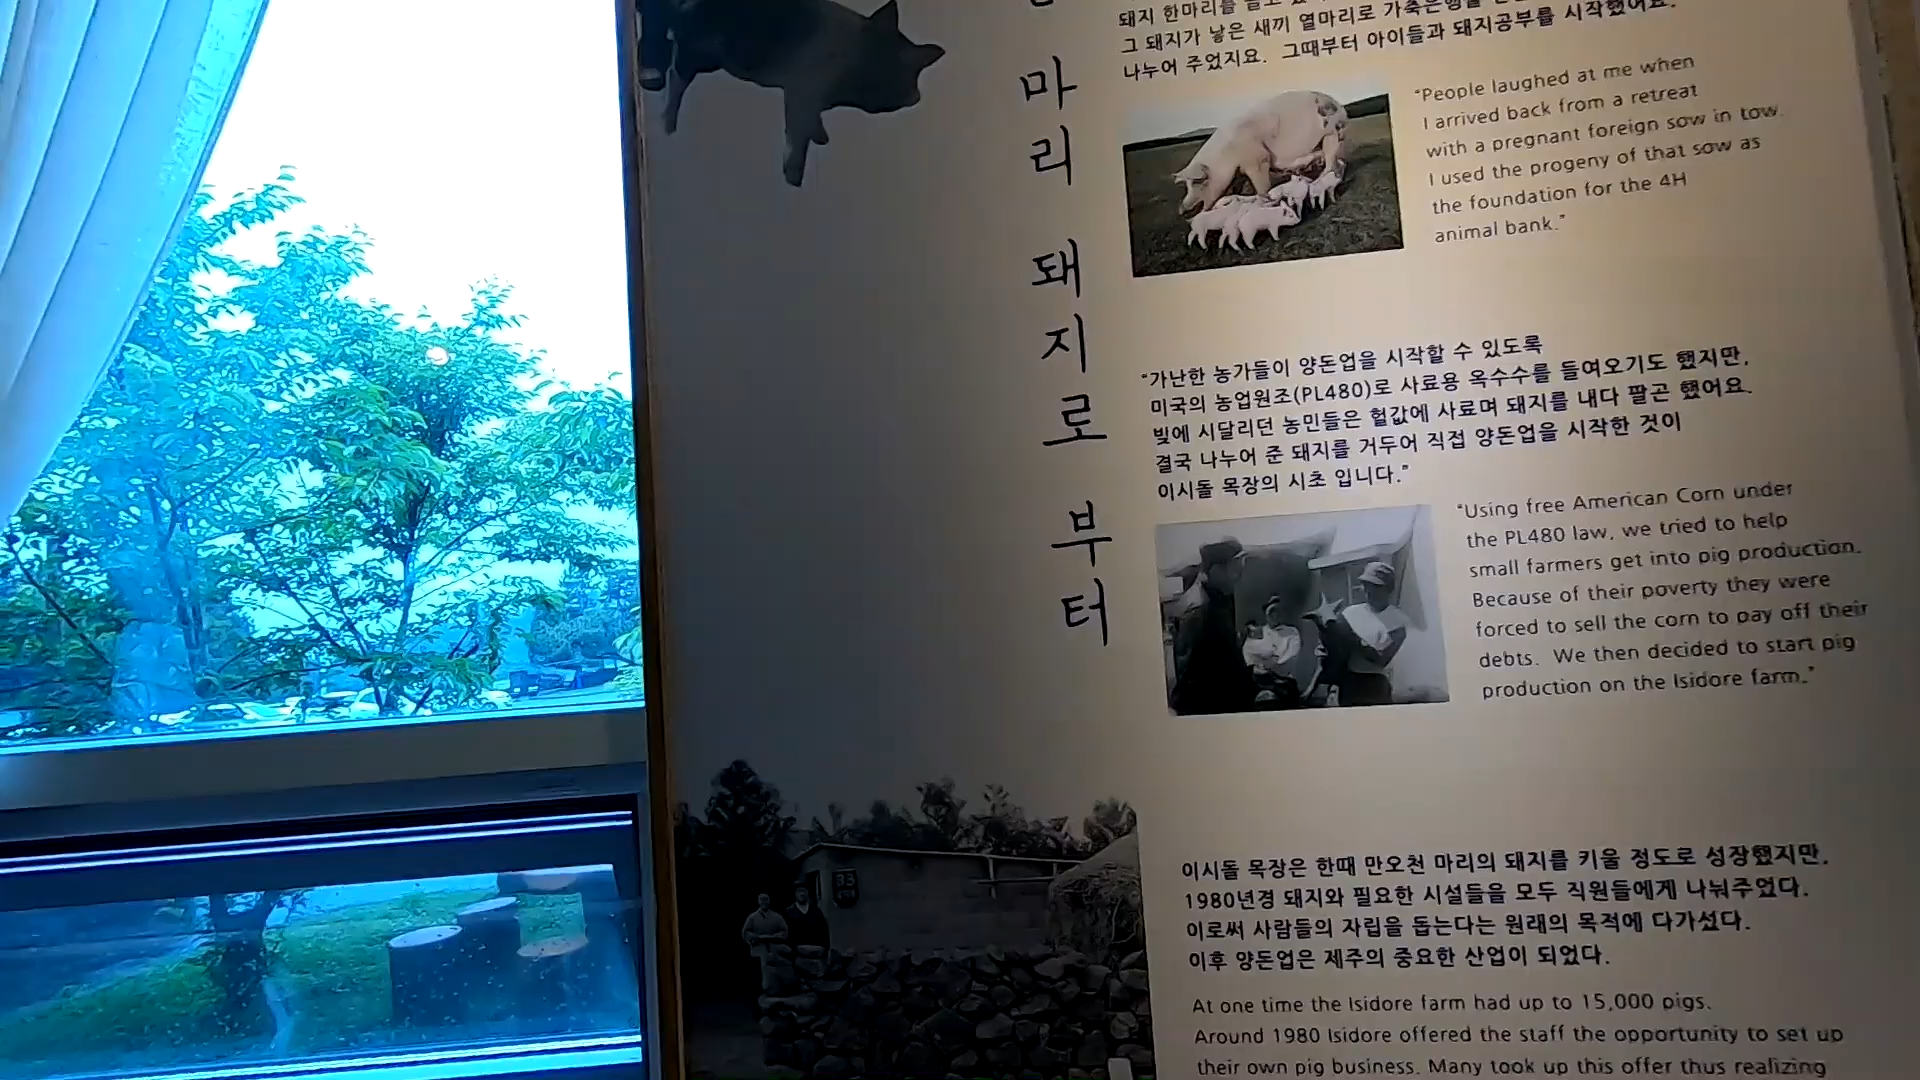 마리 돼지로부터
돼지 한마리를
그 돼지가 낳은 새끼 열마리로 가축은행을
나누어 주었지요. 그때부터 아이들과 돼지공부를 시작했어요.
“People laughed at me when
I arrived back from a retreat
with a pregnant foreign sow in tow.
I used the progeny of that sow as
the foundation for the 4H
animal bank.”
“가난한 농가들이 양돈업을 시작할 수 있도록
미국의 농업원조(PL480)로 사료용 옥수수를 들여오기도 했지만,
빚에 시달리던 농민들은 헐값에 사료며 돼지를 내다 팔곤 했어요.
결국 나누어 준 돼지를 거두어 직접 양돈업을 시작한 것이
이시돌 목장의 시초 입니다.”
“Using free American Corn under
the PL480 law, we tried to help
small farmers get into pig production.
Because of their poverty they were
forced to sell the corn to pay off their
debts. We then decided to start pig
production on the Isidore farm.”
이시돌 목장은 한때 만오천 마리의 돼지를 키울 정도로 성장했지만,
1980년경 돼지와 필요한 시설들을 모두 직원들에게 나눠주었다.
이로써 사람들의 자립을 돕는다는 원래의 목적에 다가섰다.
이후 양돈업은 제주의 중요한 산업이 되었다.
At one time the Isidore farm had up to 15,000 pigs.
Around 1980 Isidore offered the staff the opportunity to set up
their own pig business. Many took up this offer thus realizing